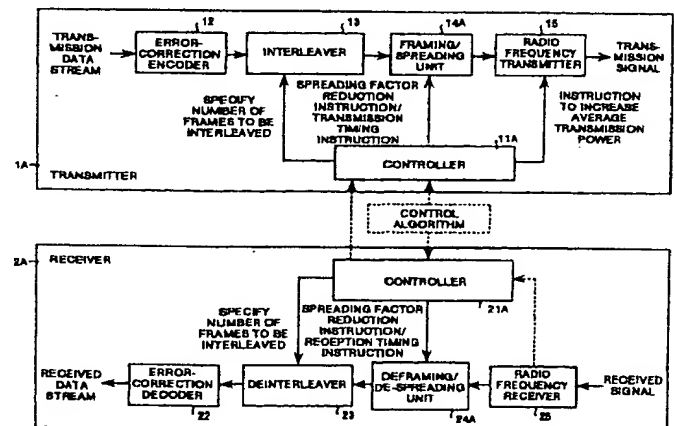 12
13
14A
15
TRANS-
MISSION
DATA
STREAM
ERROR-
CORRECTION
ENCODER
INTERLEAVER
FRAMING/
SPREADING
UNIT
RADIO
FREQUENCY
TRANSMITTER
TRANS-
MISSION
SIGNAL
SPECIFY
NUMBER OF
FRAMES TO BE
INTERLEAVED
SPREADING FACTOR
REDUCTION
INSTRUCTION/
TRANSMISSION
TIMING
INSTRUCTION
INSTRUCTION
TO INCREASE
AVERAGE
TRANSMISSION
POWER
11A
CONTROLLER
1A
TRANSMITTER
CONTROL
ALGORITHM
2A
RECEIVER
CONTROLLER
21A
SPECIFY
NUMBER OF
FRAMES TO BE
INTERLEAVED
SPREADING FACTOR
REDUCTION
INSTRUCTION/
RECEPTION TIMING
INSTRUCTION
RECEIVED
DATA
STREAM
ERROR-
CORRECTION
DECODER
DEINTERLEAVER
DEFRAMING/
DE-SPREADING
UNIT
RADIO
FREQUENCY
RECEIVER
RECEIVED
SIGNAL
22
23
24A
25